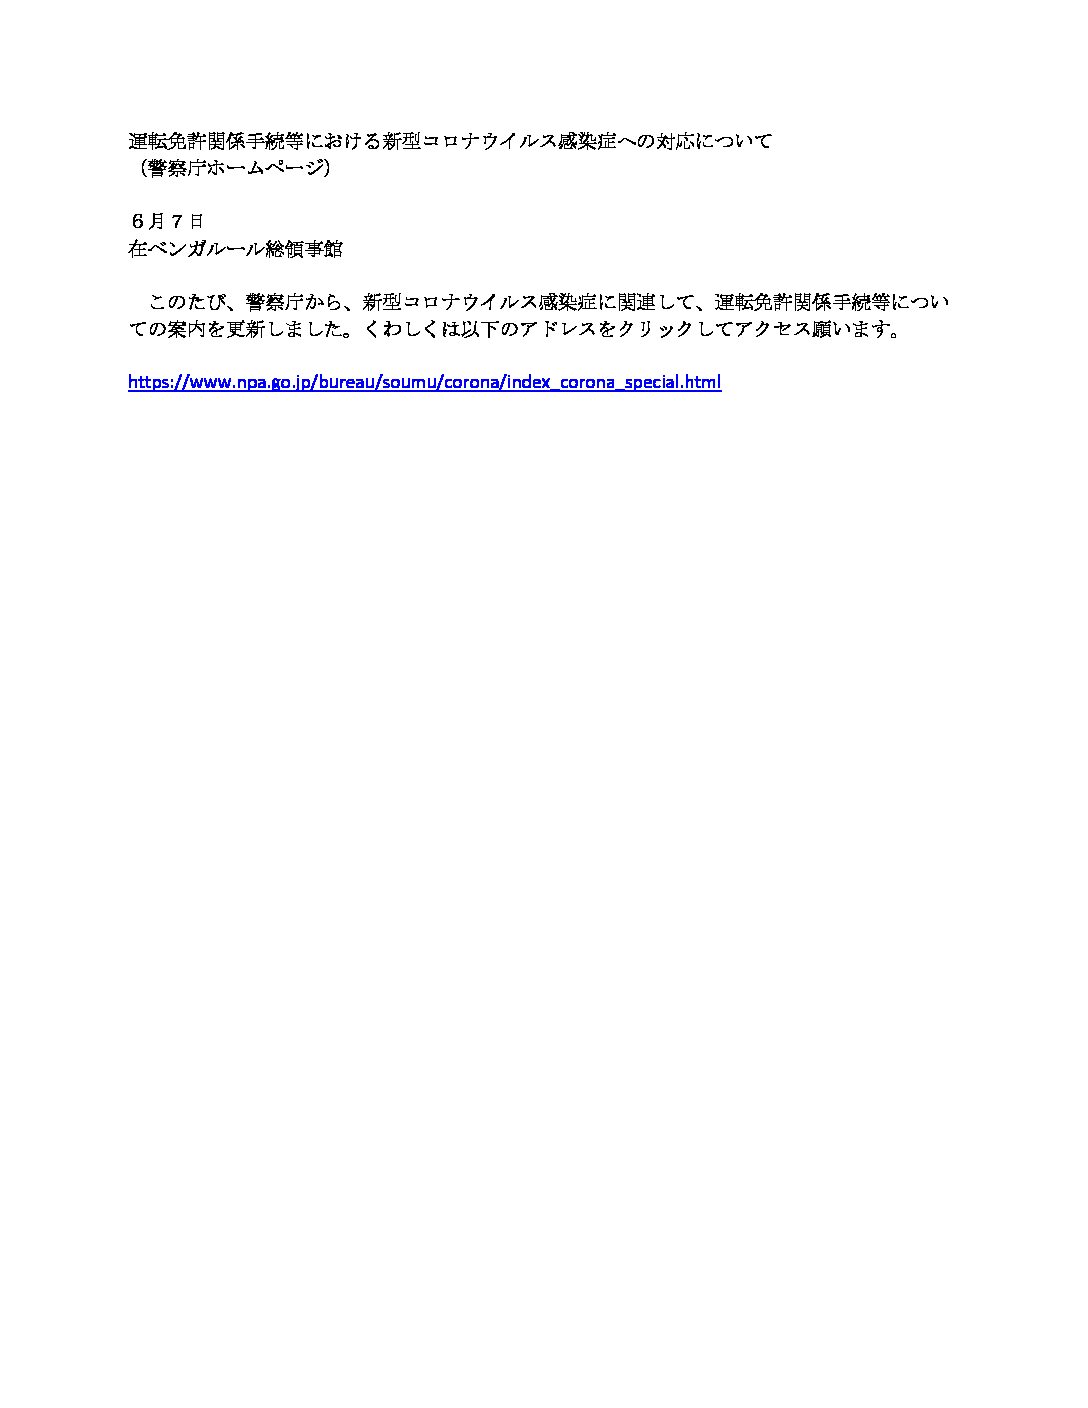 運転免許関係手続等における新型コロナウイルス感染症への対応について
（警察庁ホームページ）
６月７日
在ベンガルール総領事館
　このたび、警察庁から、新型コロナウイルス感染症に関連して、運転免許関係手続等につい
ての案内を更新しました。くわしくは以下のアドレスをクリックしてアクセス願います。
https://www.npa.go.jp/bureau/soumu/corona/index_corona_special.html